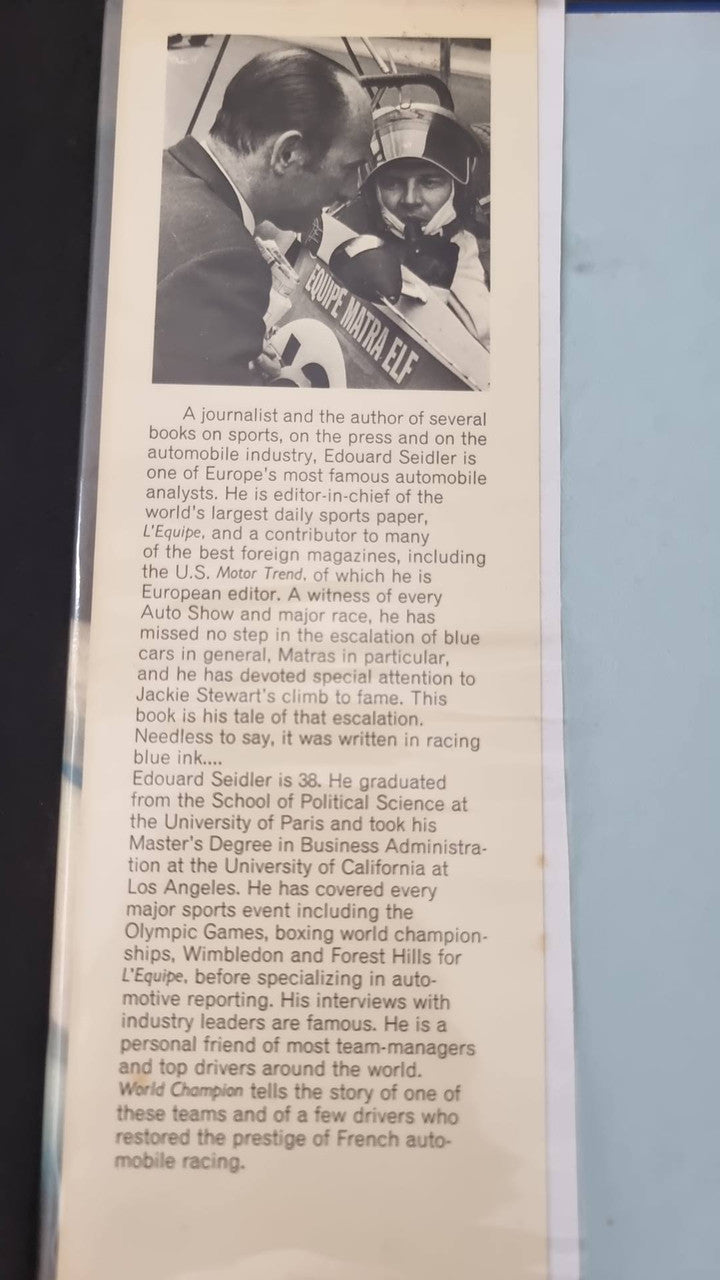 EQUIPE MATRA ELF
A journalist and the author of several
books on sports, on the press and on the
automobile industry, Edouard Seidler is
one of Europe's most famous automobile
analysts. He is editor-in-chief of the
world's largest daily sports paper,
L'Equipe, and a contributor to many
of the best foreign magazines, including
the U.S. Motor Trend, of which he is
European editor. A witness of every
Auto Show and major race, he has
missed no step in the escalation of blue
cars in general, Matras in particular,
and he has devoted special attention to
Jackie Stewart's climb to fame. This
book is his tale of that escalation.
Needless to say, it was written in racing
blue ink....
Edouard Seidler is 38. He graduated
from the School of Political Science at
the University of Paris and took his
Master's Degree in Business Administra-
tion at the University of California at
Los Angeles. He has covered every
major sports event including the
Olympic Games, boxing world champion-
ships, Wimbledon and Forest Hills for
L'Equipe, before specializing in auto-
motive reporting. His interviews with
industry leaders are famous. He is a
personal friend of most team-managers
and top drivers around the world.
World Champion tells the story of one of
these teams and of a few drivers who
restored the prestige of French auto-
mobile racing.